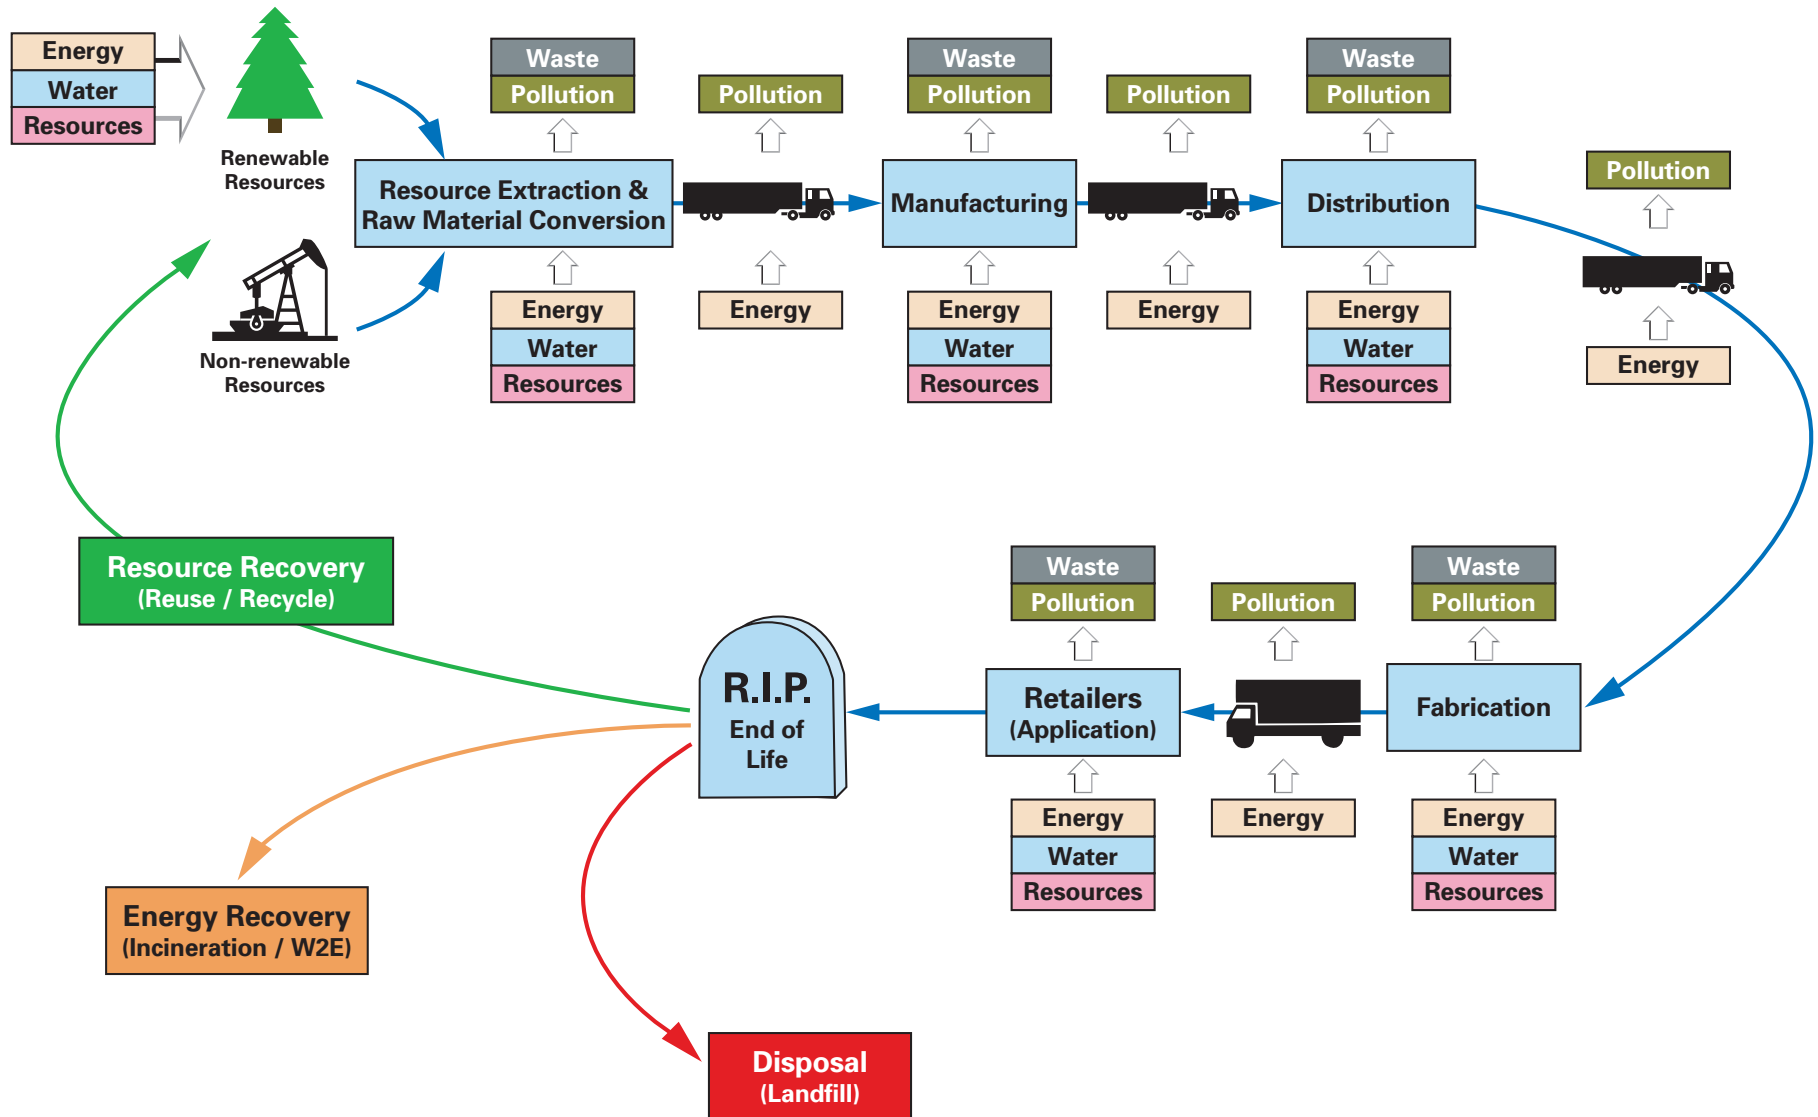 Energy
Water
Resources
Renewable
Resources
Non-renewable
Resources
Waste
Pollution
Resource Extraction &
Raw Material Conversion
Energy
Water
Resources
Pollution
Energy
Waste
Pollution
Manufacturing
Energy
Water
Resources
Pollution
Energy
Waste
Pollution
Distribution
Energy
Water
Resources
Pollution
Energy
Waste
Pollution
Fabrication
Energy
Water
Resources
Pollution
Energy
Waste
Pollution
Retailers
(Application)
Energy
Water
Resources
R.I.P.
End of
Life
Resource Recovery
(Reuse / Recycle)
Energy Recovery
(Incineration / W2E)
Disposal
(Landfill)